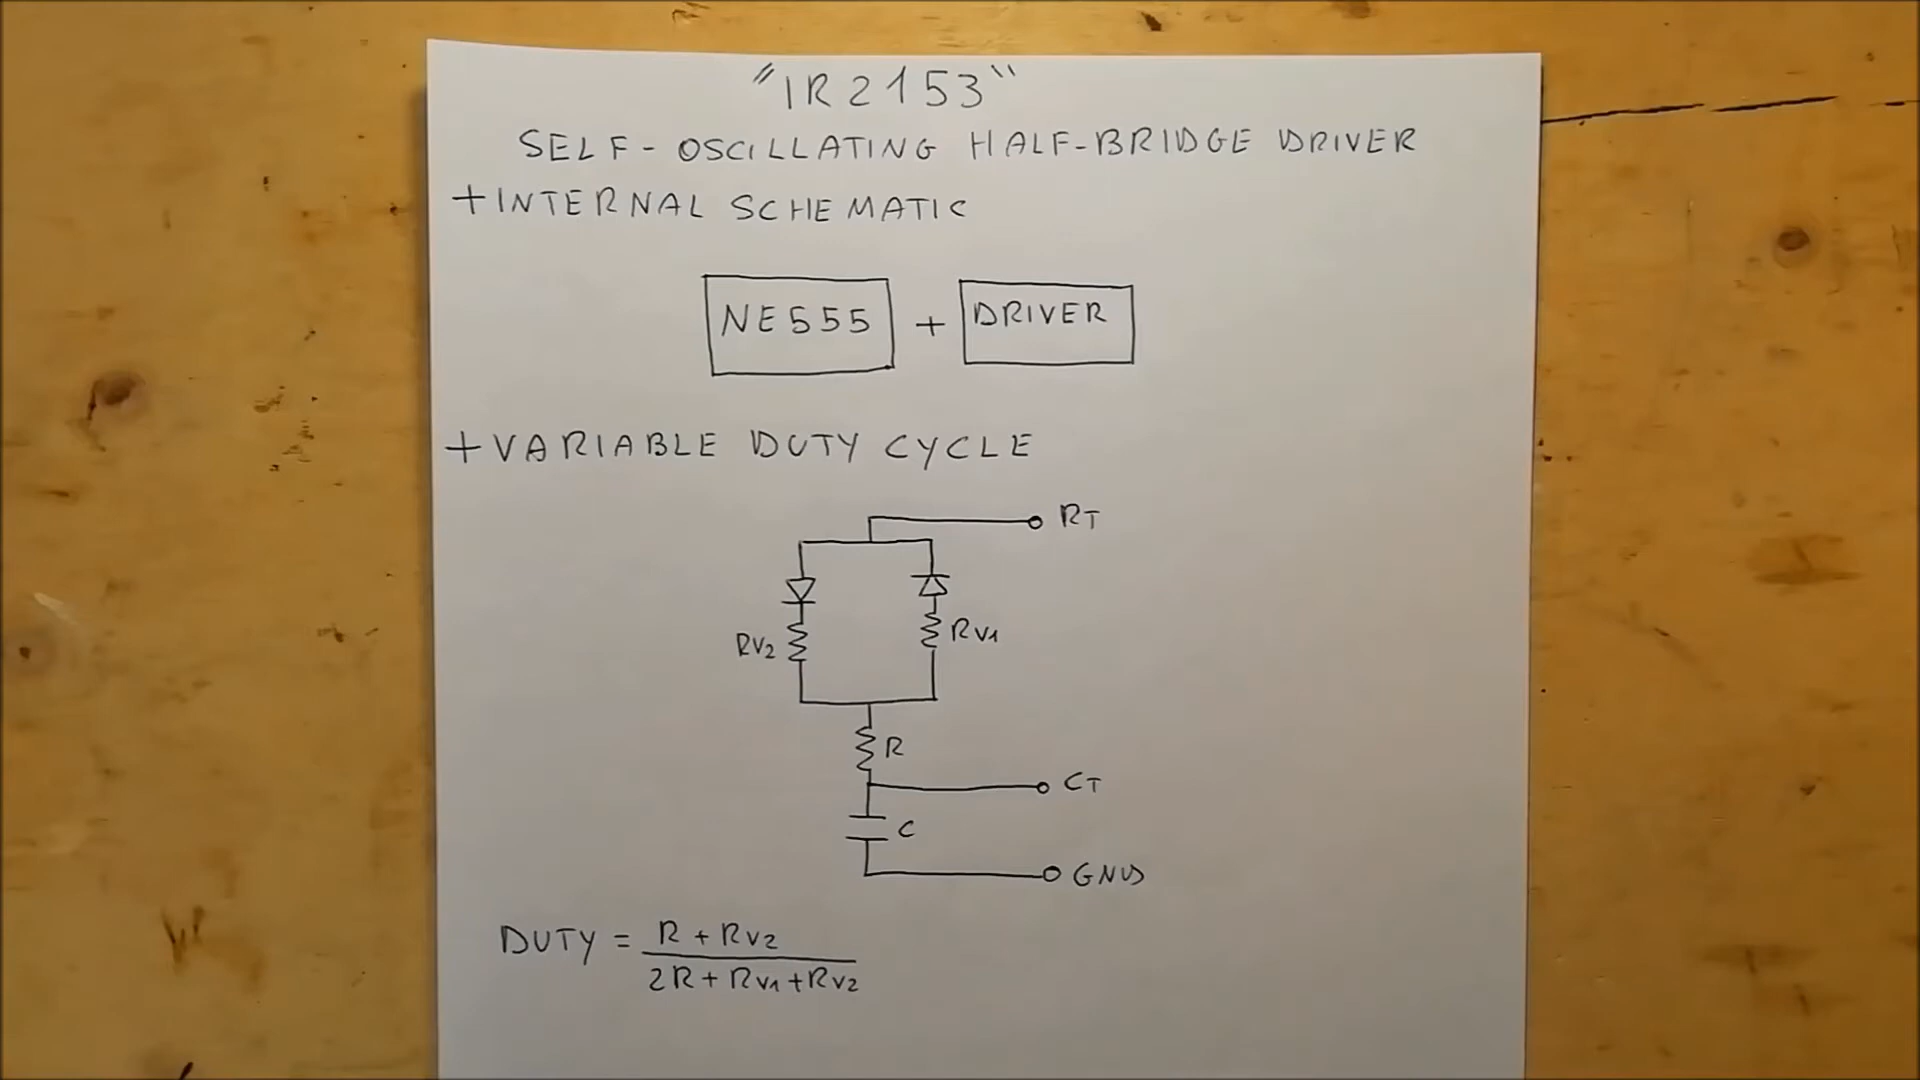 "IR2153"
SELF-OSCILLATING HALF-BRIDGE DRIVER
+INTERNAL SCHEMATIC
NE555 + DRIVER
+VARIABLE DUTY CYCLE
RT
RV2
RV1
R
CT
C
GND
DUTY = R + RV2
2R + RV1 + RV2